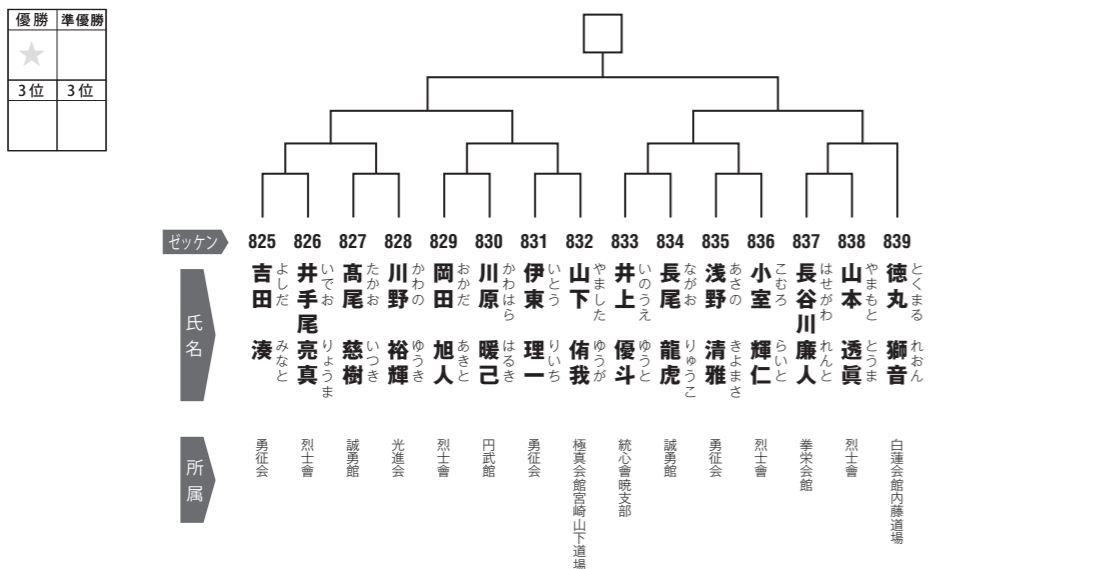 優勝 準優勝
★
3位 3位
ゼッケン 825 826 827 828 829 830 831 832 833 834 835 836 837 838 839
氏名
吉田 湊 よしだ みなと
井手尾 亮真 いでお りょうま
髙尾 慈樹 たかお いつき
川野 裕輝 かわの ゆうき
岡田 旭人 おかだ あきと
川原 暖己 かわはら はるき
伊東 理一 いとう りいち
山下 侑我 やました ゆうが
井上 優斗 いのうえ ゆうと
長尾 龍虎 ながお りゅうこ
浅野 清雅 あさの きよまさ
小室 輝仁 こむろ らいと
長谷川 廉人 はせがわ れんと
山本 透眞 やまもと とうま
徳丸 獅音 とくまる れおん
所属
勇征会
烈士會
誠勇館
光進会
烈士會
円武館
勇征会
極真会館宮崎山下道場
統心會暁支部
誠勇館
勇征会
烈士會
拳栄会館
烈士會
白蓮会館内藤道場